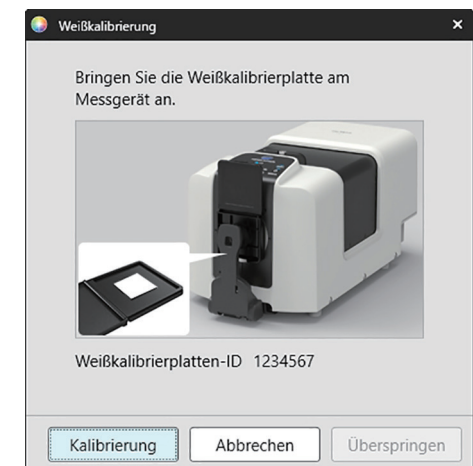 Weißkalibrierung
Bringen Sie die Weißkalibrierplatte am
Messgerät an.
Weißkalibrierplatten-ID 1234567
Kalibrierung
Abbrechen
Überspringen